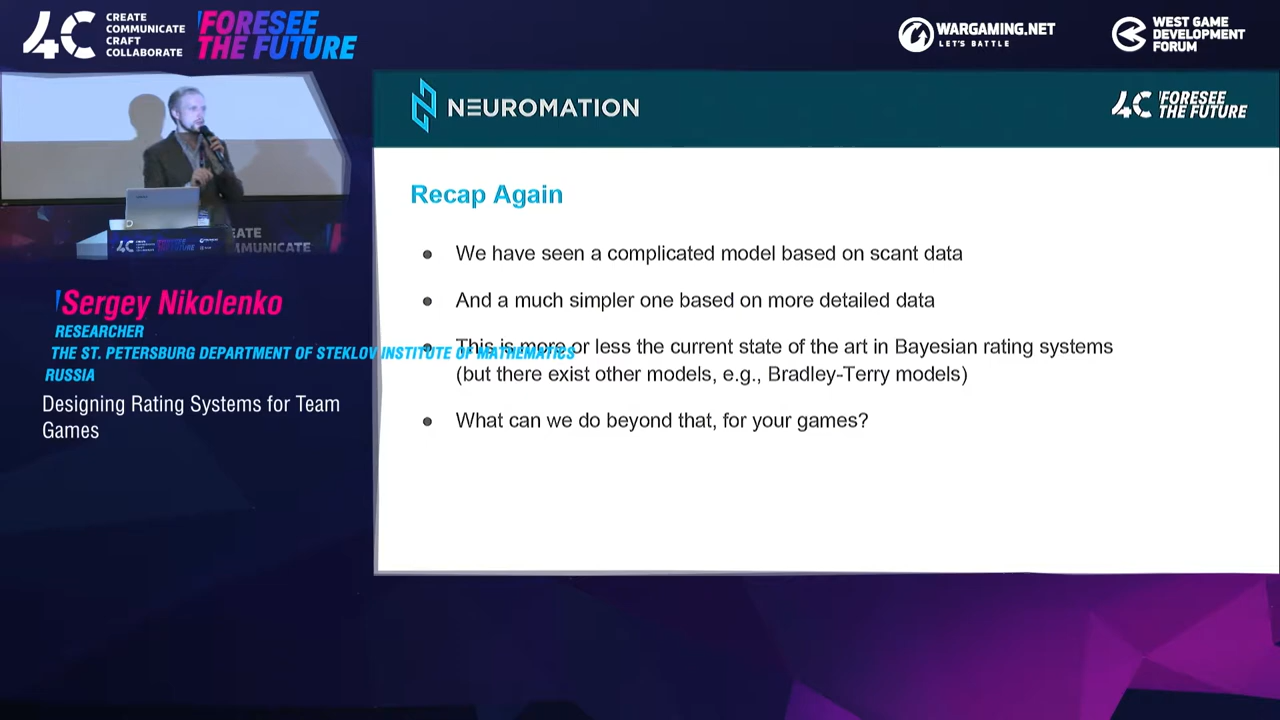 4C
CREATE
COMMUNICATE
CRAFT
COLLABORATE
'FORESEE
THE FUTURE
WARGAMING.NET
LET'S BATTLE
WEST GAME
DEVELOPMENT
FORUM
NEUROMATION
4C 'FORESEE
THE FUTURE
Recap Again
• We have seen a complicated model based on scant data
• And a much simpler one based on more detailed data
• This is more or less the current state of the art in Bayesian rating systems
(but there exist other models, e.g., Bradley-Terry models)
• What can we do beyond that, for your games?
'Sergey Nikolenko
RESEARCHER
THE ST. PETERSBURG DEPARTMENT OF STEKLOV INSTITUTE OF MATHEMATICS
RUSSIA
Designing Rating Systems for Team
Games